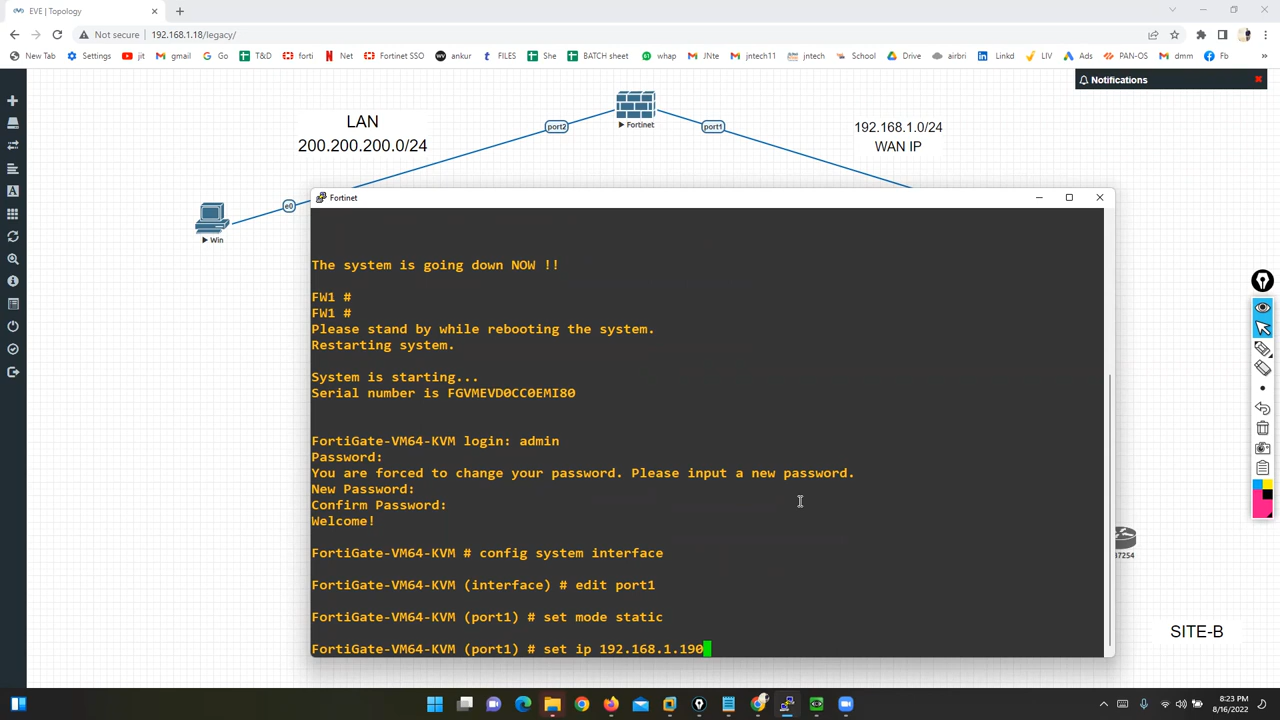 EVE | Topology
Not secure
192.168.1.18/legacy/
New Tab
Settings
jit
gmail
Go
T&D
forti
Net
Fortinet SSO
ankur
FILES
She
BATCH sheet
whap
JNte
jntech11
jntech
School
Drive
airbri
Linkd
LIV
Ads
PAN-OS
dmm
Fb
Notifications
LAN
200.200.200.0/24
port2
Fortinet
port1
192.168.1.0/24
WAN IP
e0
Win
Fortinet
The system is going down NOW !!
FW1 #
FW1 #
Please stand by while rebooting the system.
Restarting system.
System is starting...
Serial number is FGVMEVD0CC0EMI80
FortiGate-VM64-KVM login: admin
Password:
You are forced to change your password. Please input a new password.
New Password:
Confirm Password:
Welcome!
FortiGate-VM64-KVM # config system interface
FortiGate-VM64-KVM (interface) # edit port1
FortiGate-VM64-KVM (port1) # set mode static
FortiGate-VM64-KVM (port1) # set ip 192.168.1.190
7254
SITE-B
8:23 PM
8/16/2022